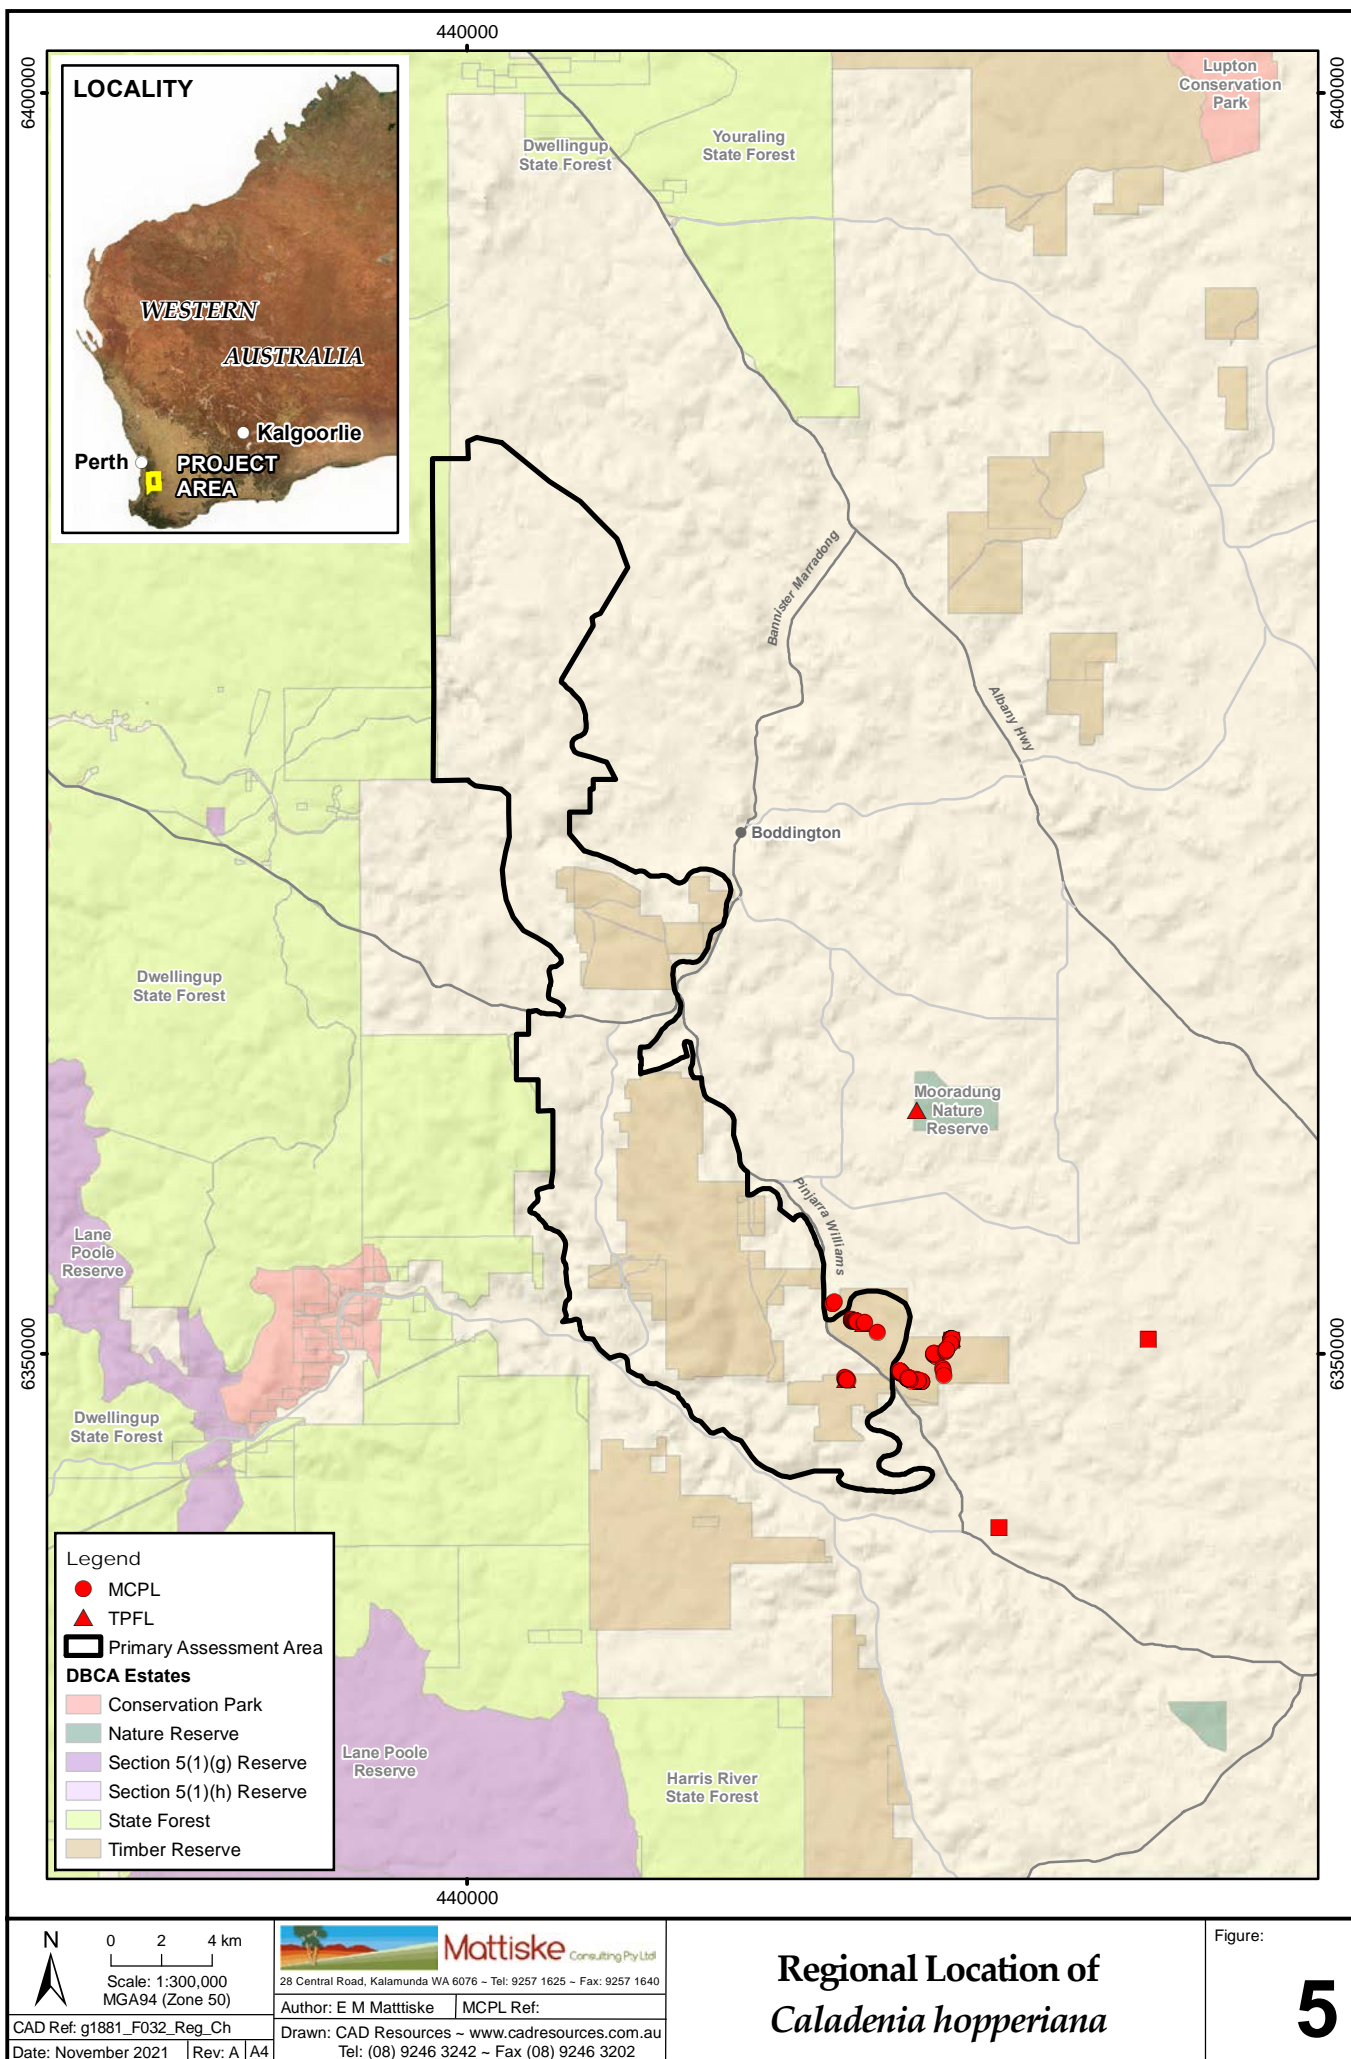 440000
6400000
6400000
LOCALITY
WESTERN
AUSTRALIA
Kalgoorlie
Perth
PROJECT
AREA
Lupton
Conservation
Park
Dwellingup
State Forest
Youraling
State Forest
Bannister Marradong
Albany Hwy
Boddington
Dwellingup
State Forest
Mooradung
Nature
Reserve
Pinjarra Williams
Lane
Poole
Reserve
6350000
6350000
Dwellingup
State Forest
Legend
MCPL
TPFL
Primary Assessment Area
DBCA Estates
Conservation Park
Nature Reserve
Section 5(1)(g) Reserve
Section 5(1)(h) Reserve
State Forest
Timber Reserve
Lane Poole
Reserve
Harris River
State Forest
440000
N
0 2 4 km
Scale: 1:300,000
MGA94 (Zone 50)
CAD Ref: g1881_F032_Reg_Ch
Date: November 2021 Rev: A A4
Mattiske Consulting Pty Ltd
28 Central Road, Kalamunda WA 6076 ~ Tel: 9257 1625 ~ Fax: 9257 1640
Author: E M Matttiske MCPL Ref:
Drawn: CAD Resources ~ www.cadresources.com.au
Tel: (08) 9246 3242 ~ Fax (08) 9246 3202
Regional Location of
Caladenia hopperiana
Figure:
5